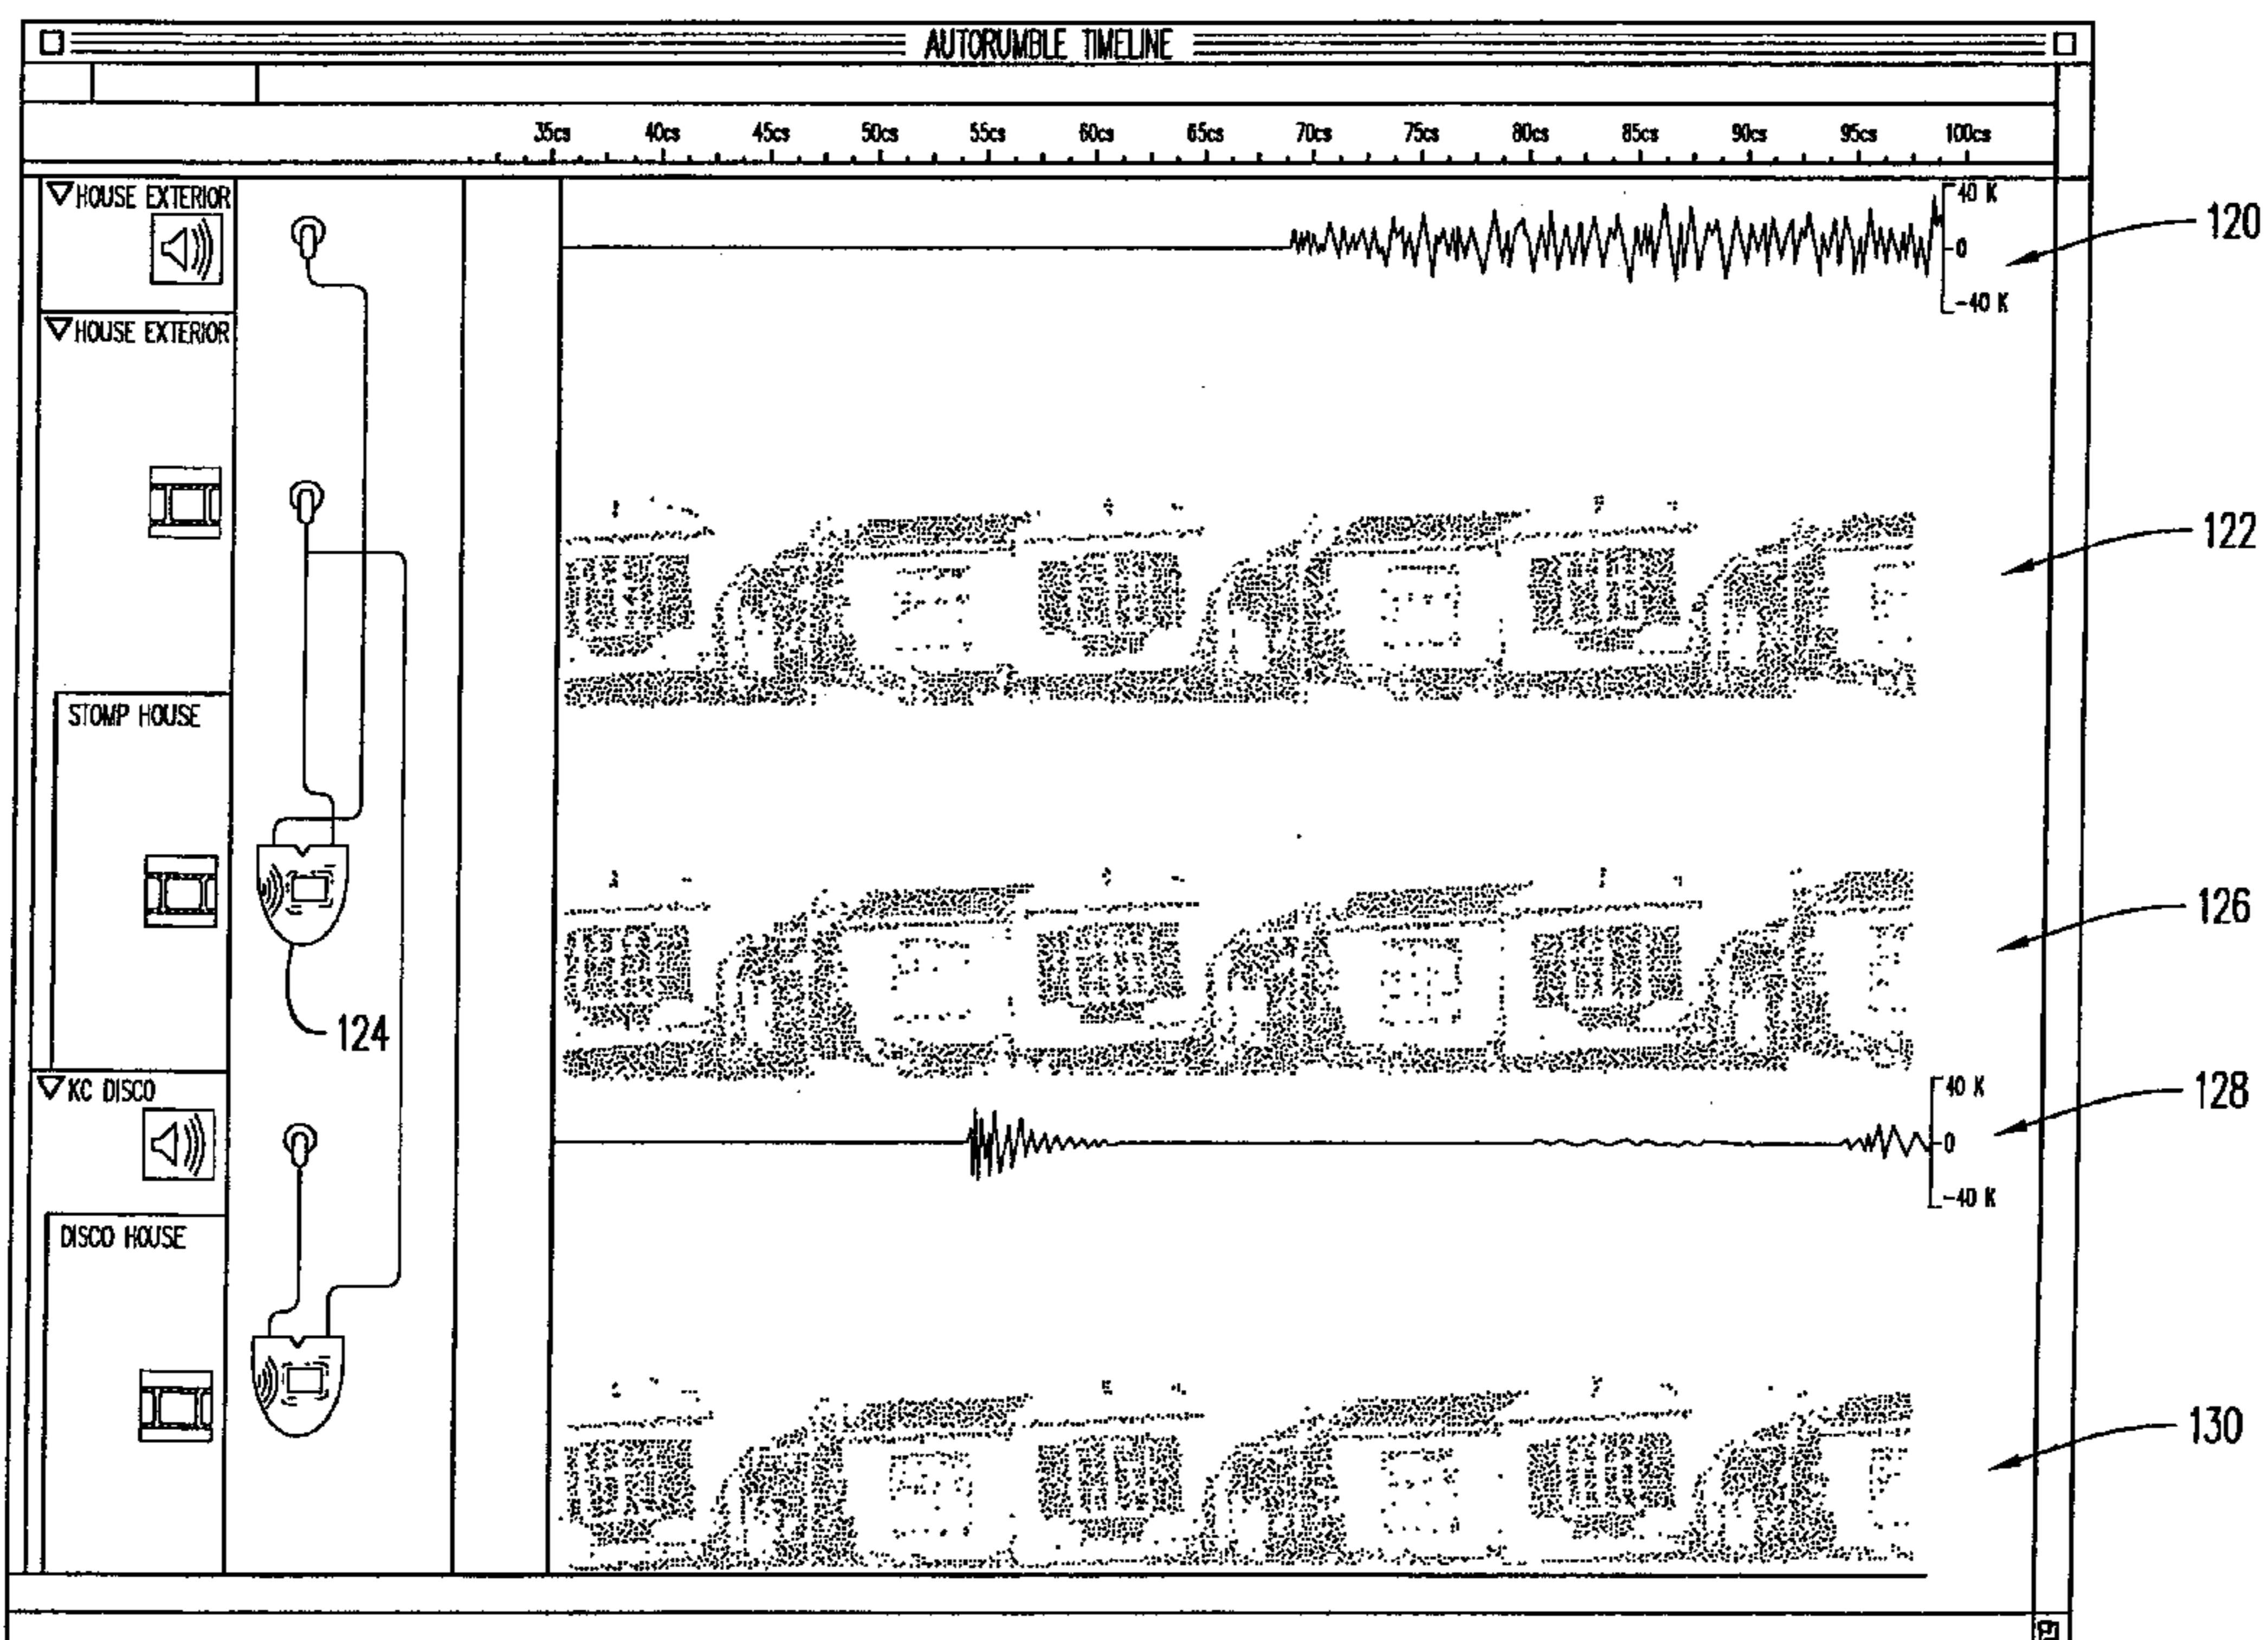 AUTORUMBLE TIMELINE
35cs 40cs 45cs 50cs 55cs 60cs 65cs 70cs 75cs 80cs 85cs 90cs 95cs 100cs
HOUSE EXTERIOR
40 K
0
-40 K
120
HOUSE EXTERIOR
122
STOMP HOUSE
126
124
KC DISCO
40 K
0
-40 K
128
DISCO HOUSE
130